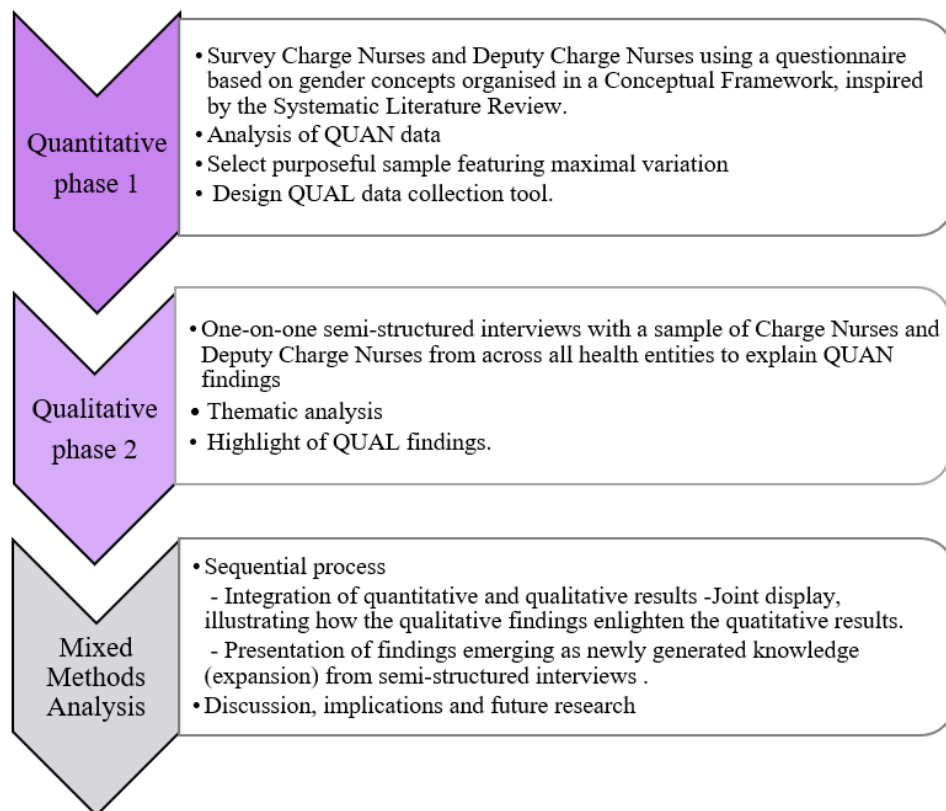 Quantitative
phase 1
• Survey Charge Nurses and Deputy Charge Nurses using a questionnaire
based on gender concepts organised in a Conceptual Framework, inspired
by the Systematic Literature Review.
• Analysis of QUAN data
• Select purposeful sample featuring maximal variation
• Design QUAL data collection tool.
Qualitative
phase 2
• One-on-one semi-structured interviews with a sample of Charge Nurses and
Deputy Charge Nurses from across all health entities to explain QUAN
findings
• Thematic analysis
• Highlight of QUAL findings.
Mixed
Methods
Analysis
• Sequential process
- Integration of quantitative and qualitative results -Joint display,
illustrating how the qualitative findings enlighten the quatitative results.
- Presentation of findings emerging as newly generated knowledge
(expansion) from semi-structured interviews .
• Discussion, implications and future research